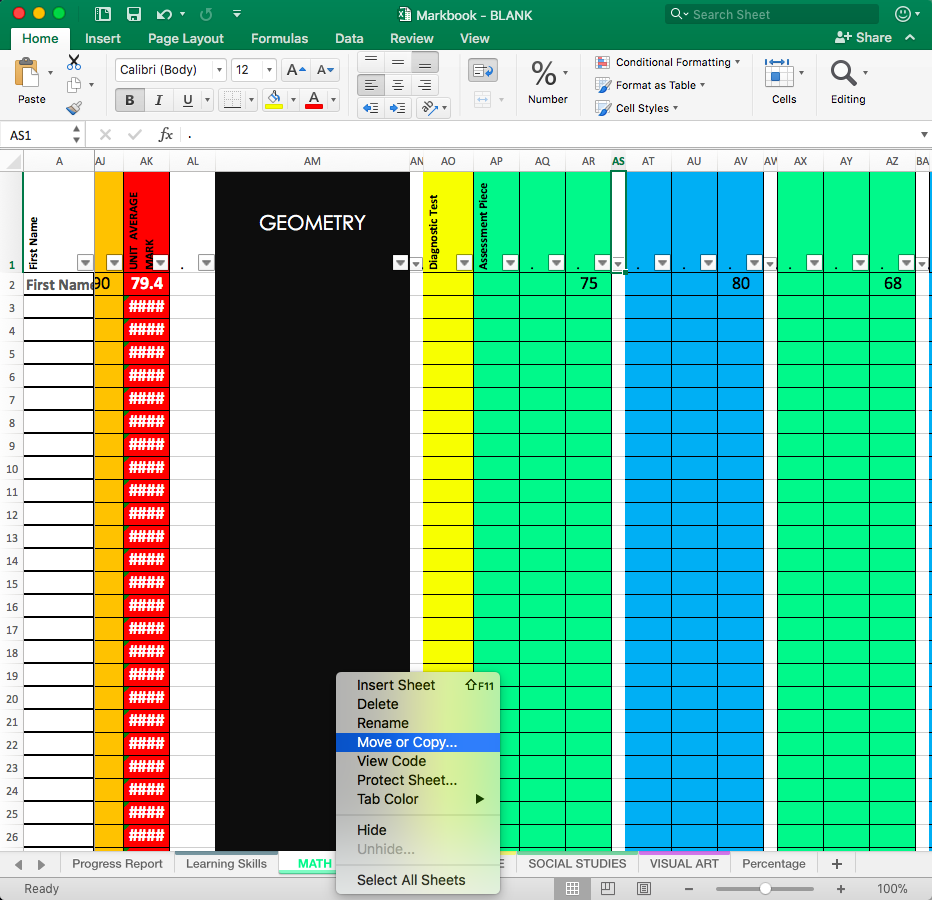 Markbook - BLANK
Search Sheet
Home Insert Page Layout Formulas Data Review View
Share
Paste
Calibri (Body) 12 A A
B I U A
% Number
Conditional Formatting
Format as Table
Cell Styles
Cells
Editing
AS1 fx .
A AJ AK AL AM AN AO AP AQ AR AS AT AU AV AW AX AY AZ BA
1 First Name UNIT AVERAGE MARK . GEOMETRY Diagnostic Test Assessment Piece . . . . . . . .
2 First Name 90 79.4 75 80 68
3 ####
4 ####
5 ####
6 ####
7 ####
8 ####
9 ####
10 ####
11 ####
12 ####
13 ####
14 ####
15 ####
16 ####
17 ####
18 ####
19 ####
20 ####
21 ####
22 ####
23 ####
24 ####
25 ####
26 ####
Insert Sheet ⇧F11
Delete
Rename
Move or Copy...
View Code
Protect Sheet...
Tab Color
Hide
Unhide...
Select All Sheets
Progress Report Learning Skills MATH E SOCIAL STUDIES VISUAL ART Percentage +
Ready
− + 100%